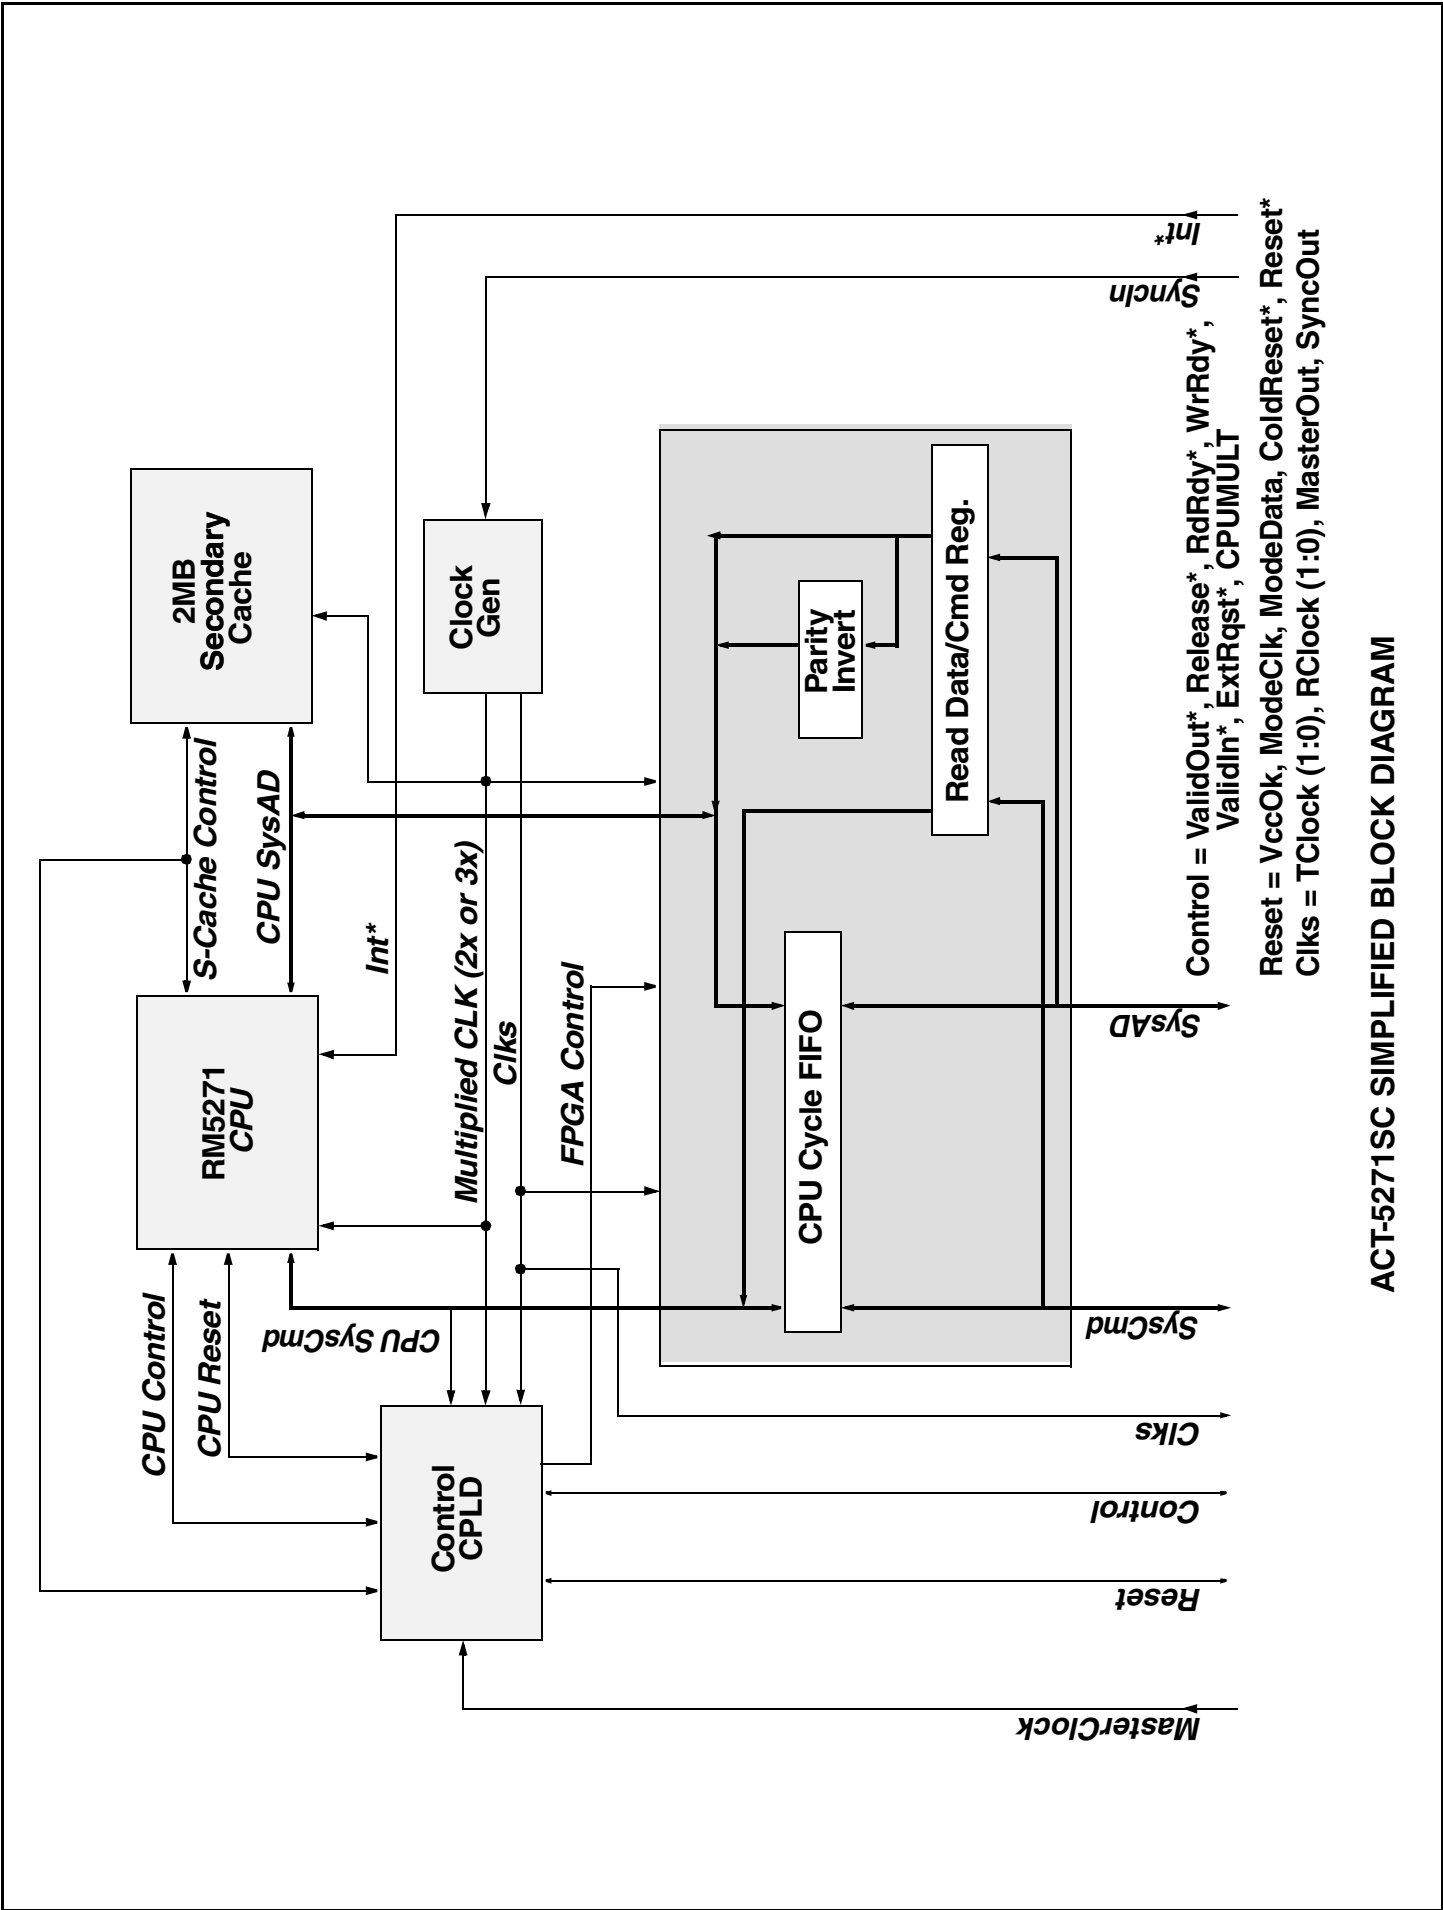 CPU Control
CPU Reset
RM5271
CPU
S-Cache Control
CPU SysAD
2MB
Secondary
Cache
Int*
CPU SysCmd
Control
CPLD
Multiplied CLK (2x or 3x)
Clks
Clock
Gen
FPGA Control
CPU Cycle FIFO
Parity
Invert
Read Data/Cmd Reg.
MasterClock
Reset
Control
Clks
SysCmd
SysAD
SyncIn
Int*
Control = ValidOut*, Release*, RdRdy*, WrRdy*,
ValidIn*, ExtRqst*, CPUMULT
Reset = VccOk, ModeClk, ModeData, ColdReset*, Reset*
Clks = TClock (1:0), RClock (1:0), MasterOut, SyncOut
ACT-5271SC SIMPLIFIED BLOCK DIAGRAM